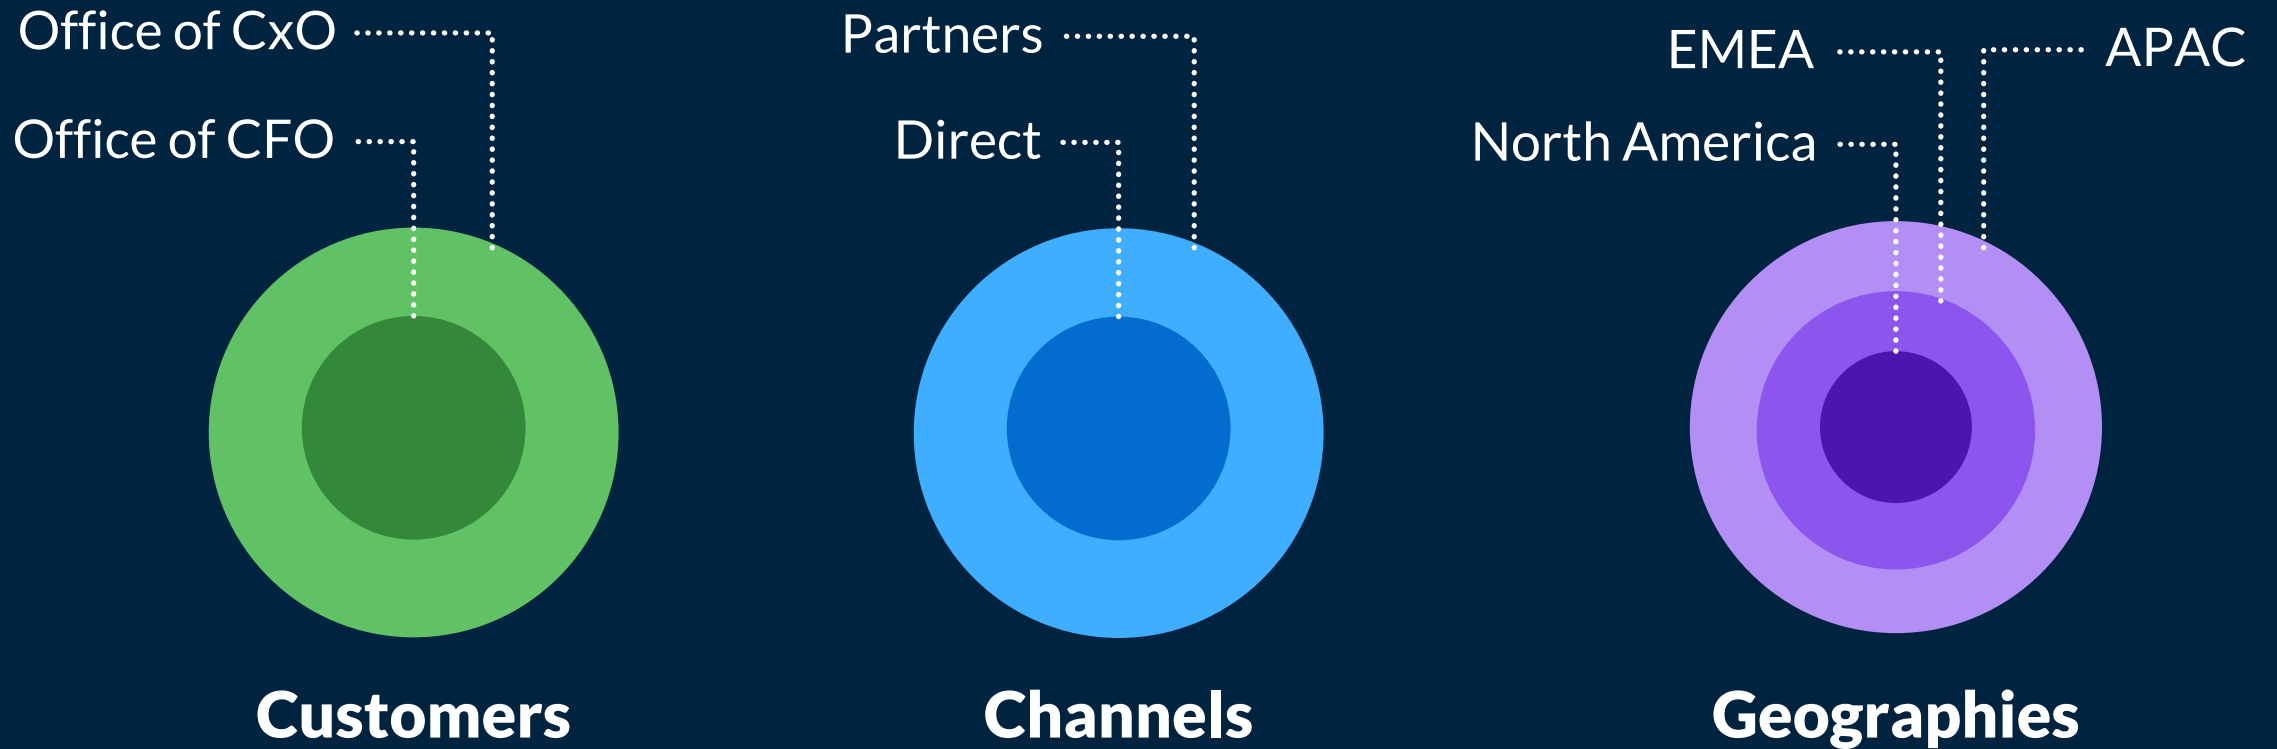 Office of CxO
Office of CFO
Customers
Partners
Direct
Channels
EMEA
APAC
North America
Geographies